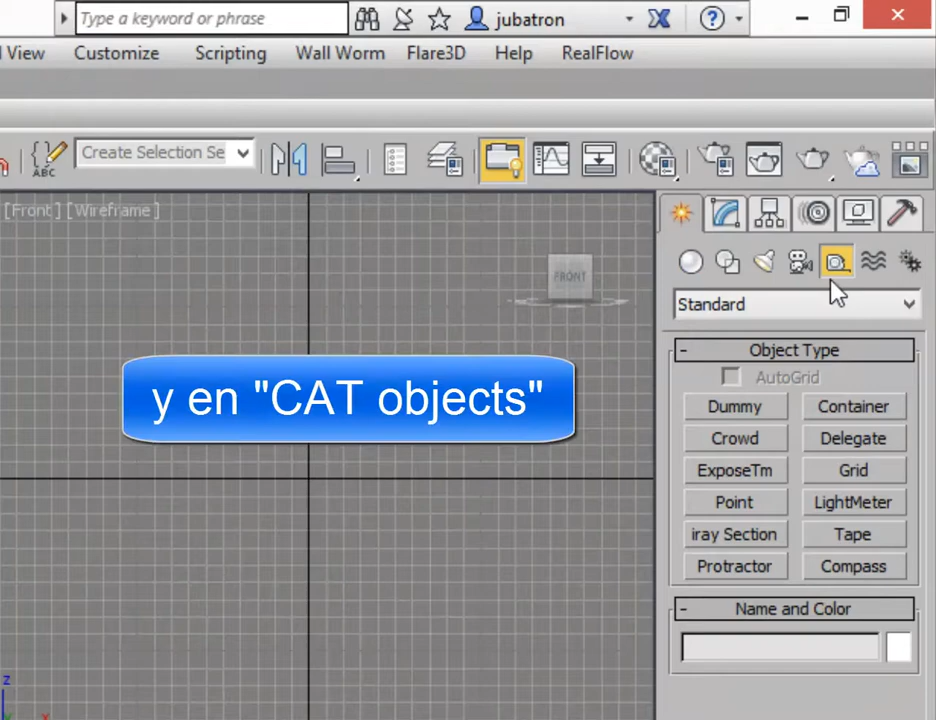 Type a keyword or phrase
jubatron
?
l View
Customize
Scripting
Wall Worm
Flare3D
Help
RealFlow
ABC
Create Selection Se
[Front] [Wireframe]
FRONT
Standard
y en "CAT objects"
- Object Type
AutoGrid
Dummy
Container
Crowd
Delegate
ExposeTm
Grid
Point
LightMeter
iray Section
Tape
Protractor
Compass
- Name and Color
z
x